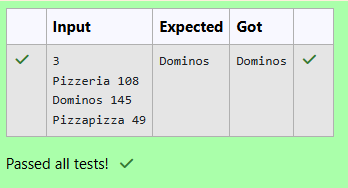 Input Expected Got
3 Dominos Dominos
Pizzeria 108
Dominos 145
Pizzapizza 49
Passed all tests!